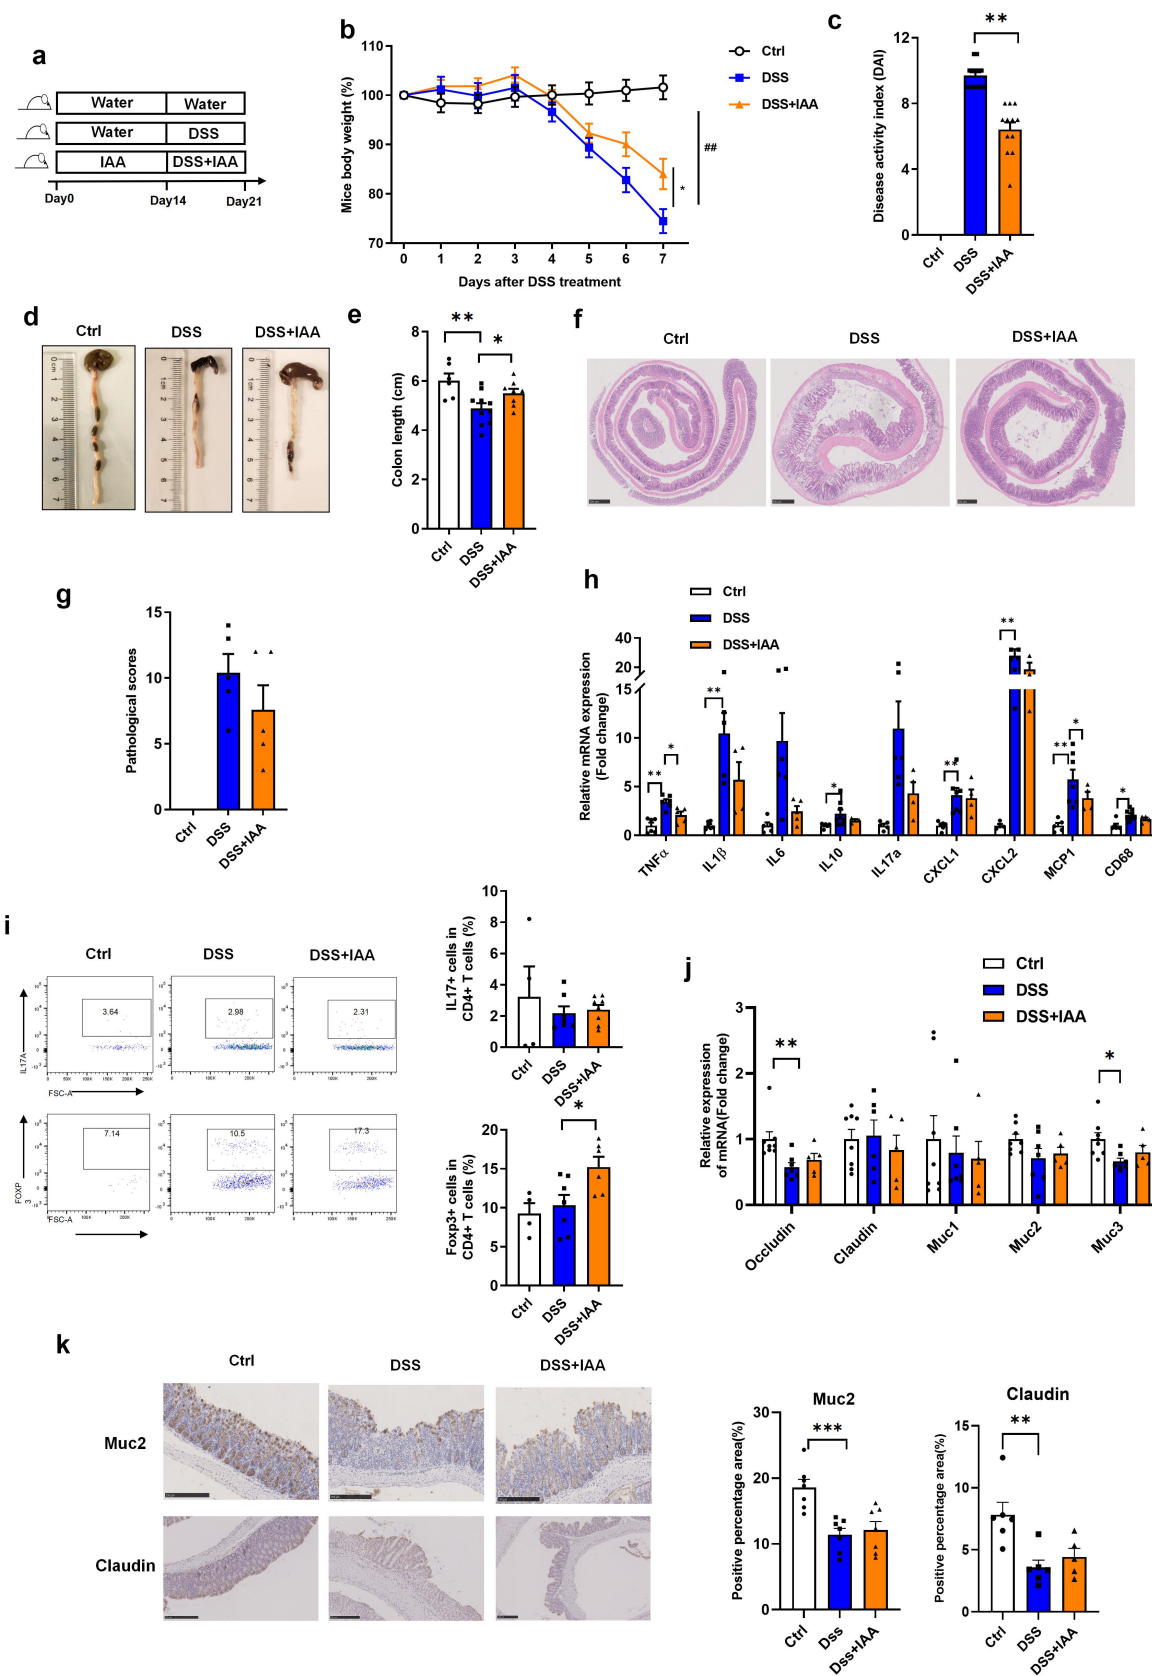 a
Water Water
Water DSS
IAA DSS+IAA
Day0 Day14 Day21
b
Mice body weight (%)
110
100
90
80
70
0 1 2 3 4 5 6 7
Days after DSS treatment
Ctrl
DSS
DSS+IAA
##
*
c
Disease activity index (DAI)
12
8
4
0
**
Ctrl DSS DSS+IAA
d
Ctrl DSS DSS+IAA
e
Colon length (cm)
8
6
4
2
0
** *
Ctrl DSS DSS+IAA
f
Ctrl DSS DSS+IAA
g
Pathological scores
15
10
5
0
Ctrl DSS DSS+IAA
h
Ctrl
DSS
DSS+IAA
Relative mRNA expression
(Fold change)
40
20
15
10
5
0
** * ** * ** ** ** * *
TNFα IL1β IL6 IL10 IL17a CXCL1 CXCL2 MCP1 CD68
i
Ctrl DSS DSS+IAA
3.64 2.98 2.31
IL17A
FSC-A
7.14 10.5 17.3
FOXP
3
FSC-A
IL17+ cells in
CD4+ T cells (%)
10
8
6
4
2
0
Ctrl DSS DSS+IAA
Foxp3+ cells in
CD4+ T cells (%)
20
15
10
5
0
*
Ctrl DSS DSS+IAA
j
Ctrl
DSS
DSS+IAA
Relative expression
of mRNA(Fold change)
3
2
1
0
** *
Occludin Claudin Muc1 Muc2 Muc3
k
Ctrl DSS DSS+IAA
Muc2
Claudin
Muc2
Positive percentage area(%)
30
20
10
0
***
Ctrl Dss Dss+IAA
Claudin
Positive percentage area(%)
15
10
5
0
**
Ctrl DSS DSS+IAA